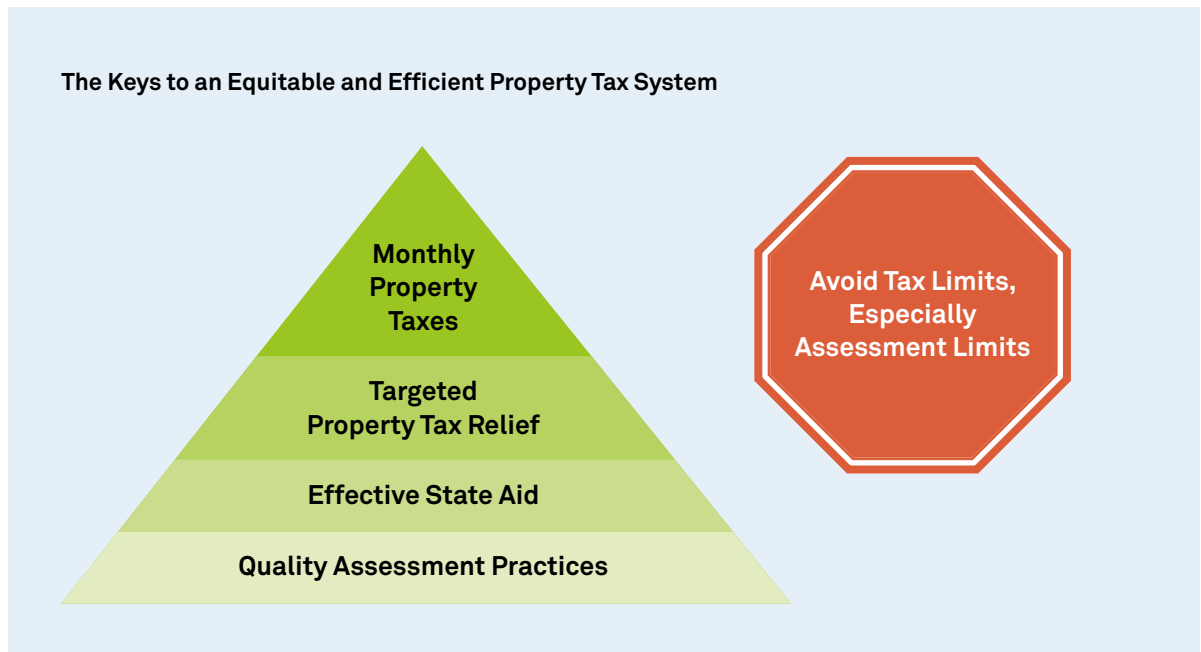 The Keys to an Equitable and Efficient Property Tax System
Monthly
Property
Taxes
Targeted
Property Tax Relief
Effective State Aid
Quality Assessment Practices
Avoid Tax Limits,
Especially
Assessment Limits